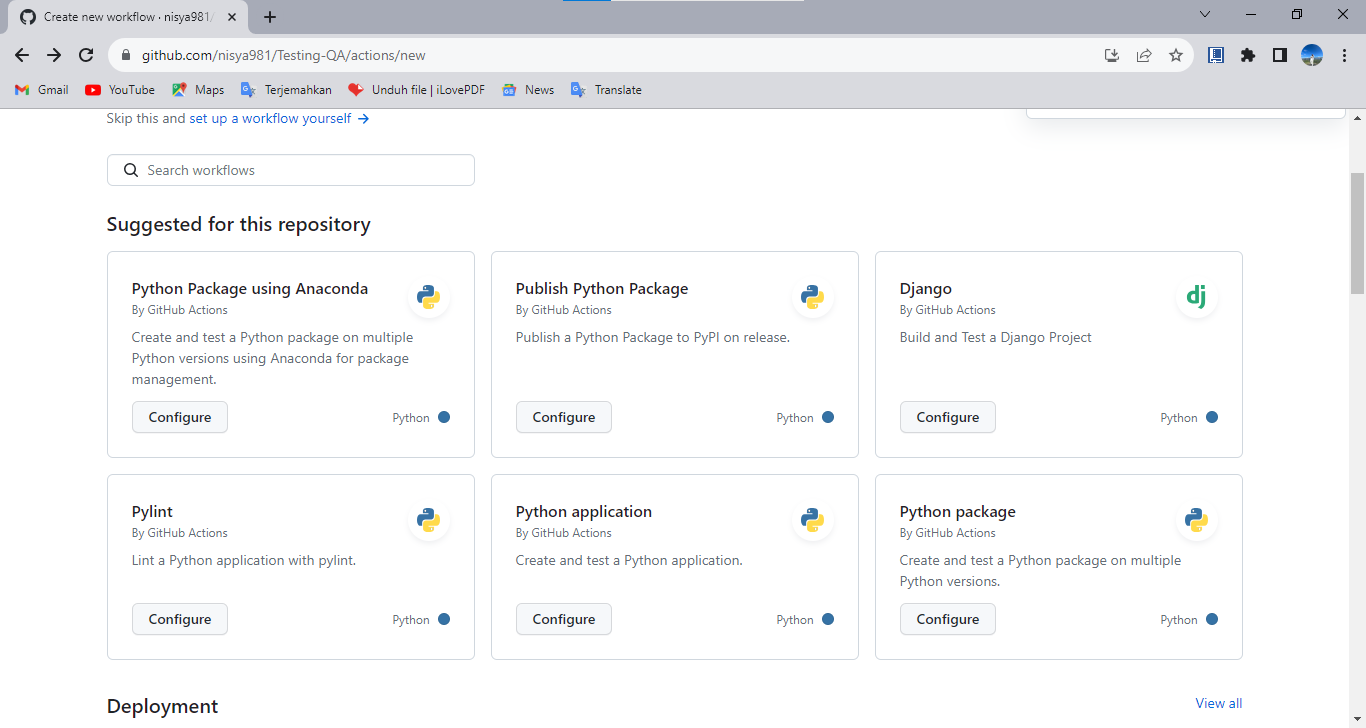 Create new workflow · nisya981/
github.com/nisya981/Testing-QA/actions/new
Gmail
YouTube
Maps
Terjemahkan
Unduh file | iLovePDF
News
Translate
Skip this and set up a workflow yourself →
Search workflows
Suggested for this repository
Python Package using Anaconda
By GitHub Actions
Create and test a Python package on multiple
Python versions using Anaconda for package
management.
Configure
Python
Publish Python Package
By GitHub Actions
Publish a Python Package to PyPI on release.
Configure
Python
Django
dj
By GitHub Actions
Build and Test a Django Project
Configure
Python
Pylint
By GitHub Actions
Lint a Python application with pylint.
Configure
Python
Python application
By GitHub Actions
Create and test a Python application.
Configure
Python
Python package
By GitHub Actions
Create and test a Python package on multiple
Python versions.
Configure
Python
Deployment
View all